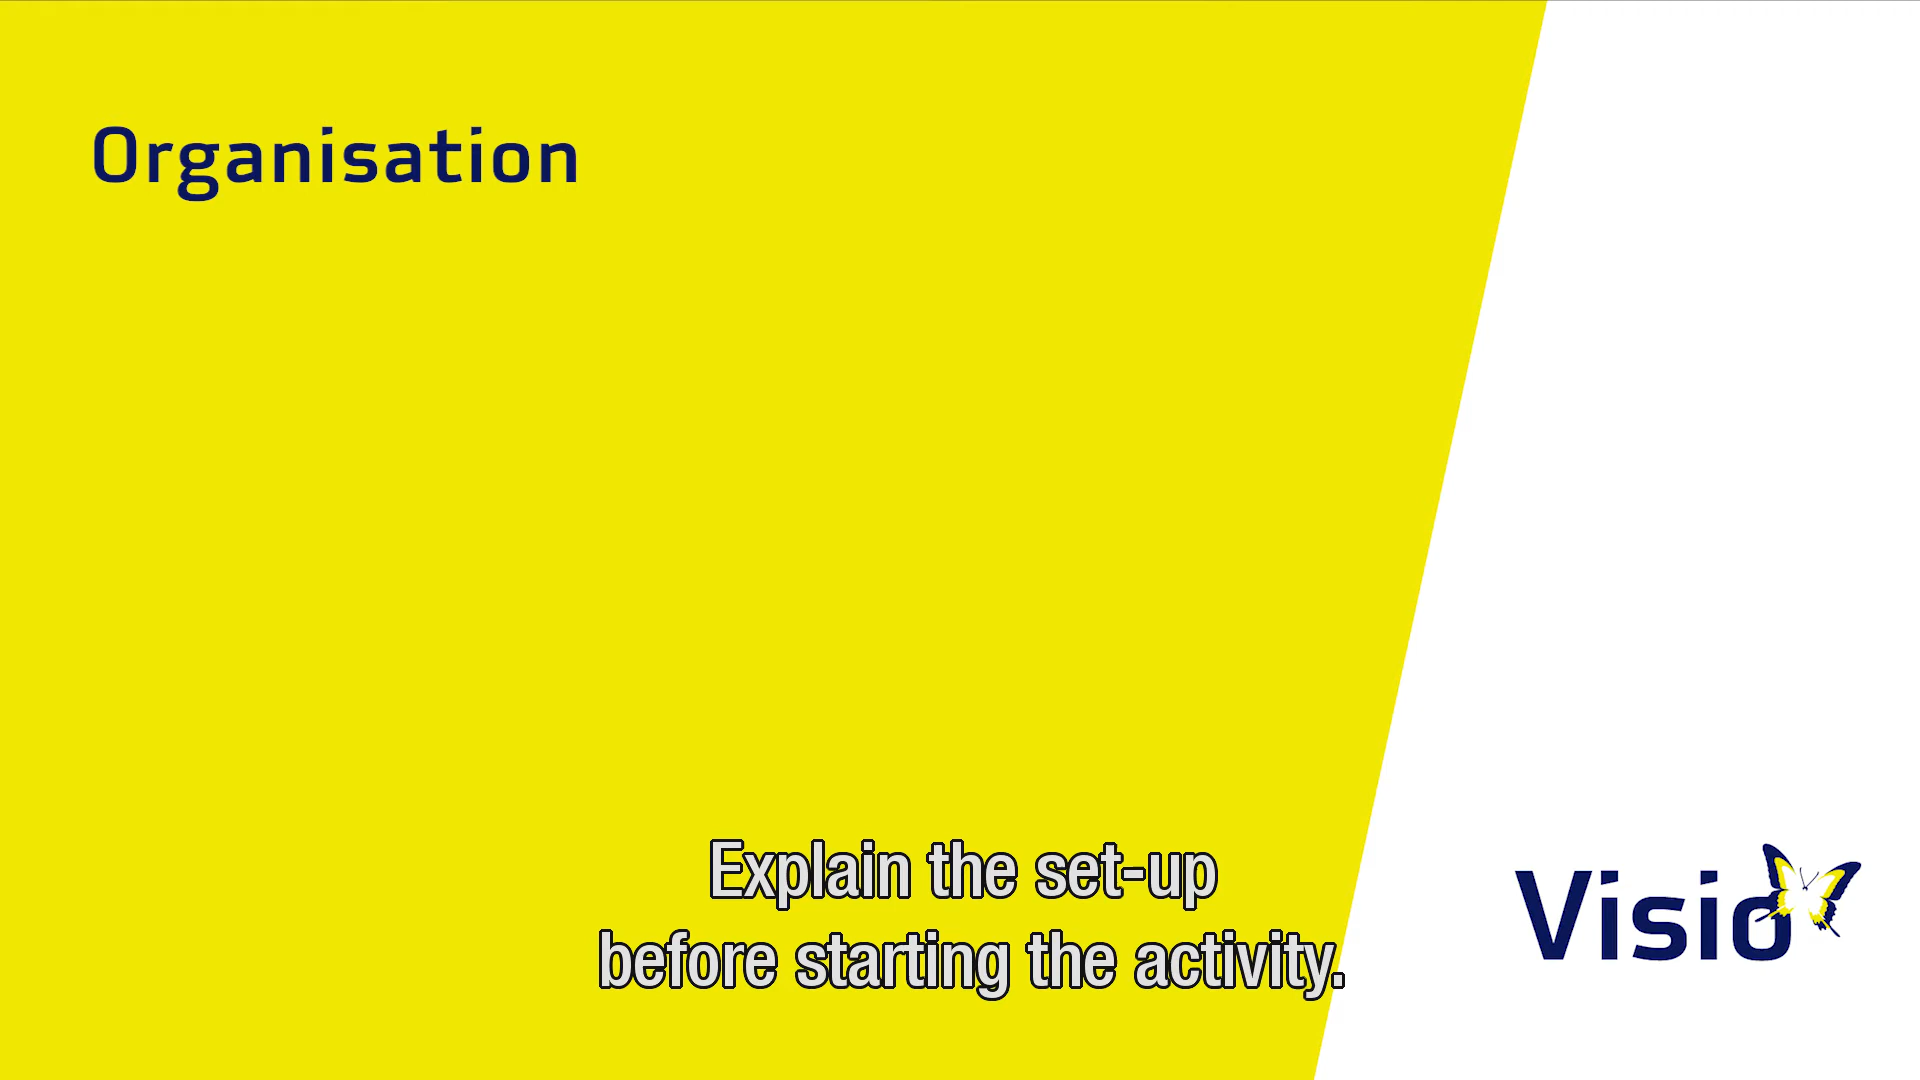 Organisation
Explain the set-up
before starting the activity.
Visio